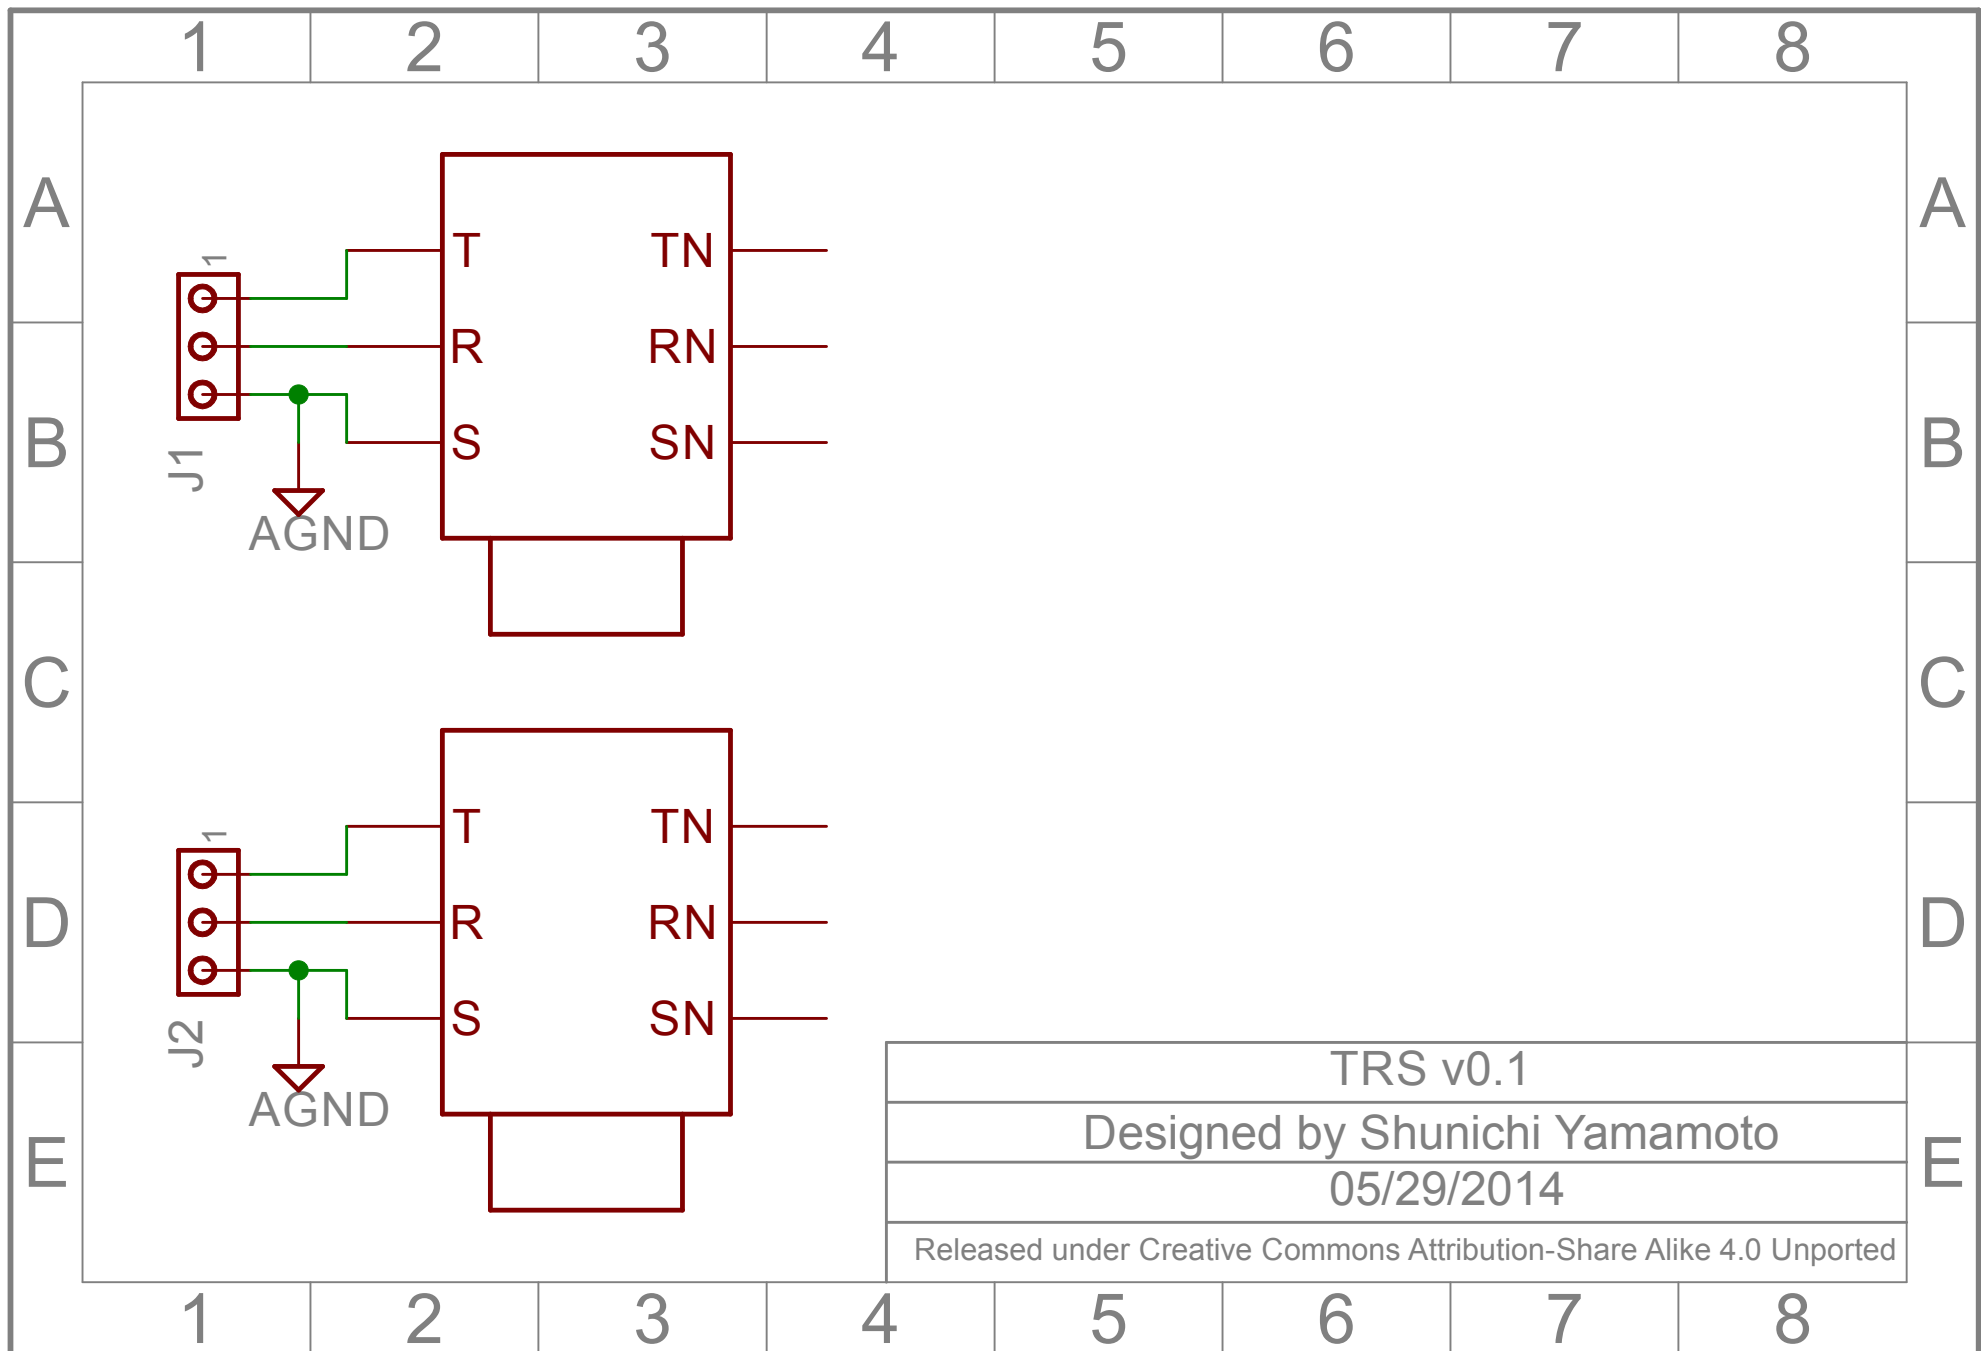 1 2 3 4 5 6 7 8
A A
1
T TN
R RN
B B
S SN
J1
AGND
C C
1
T TN
R RN
D D
S SN
J2
AGND
TRS v0.1
Designed by Shunichi Yamamoto
E E
05/29/2014
Released under Creative Commons Attribution-Share Alike 4.0 Unported
1 2 3 4 5 6 7 8